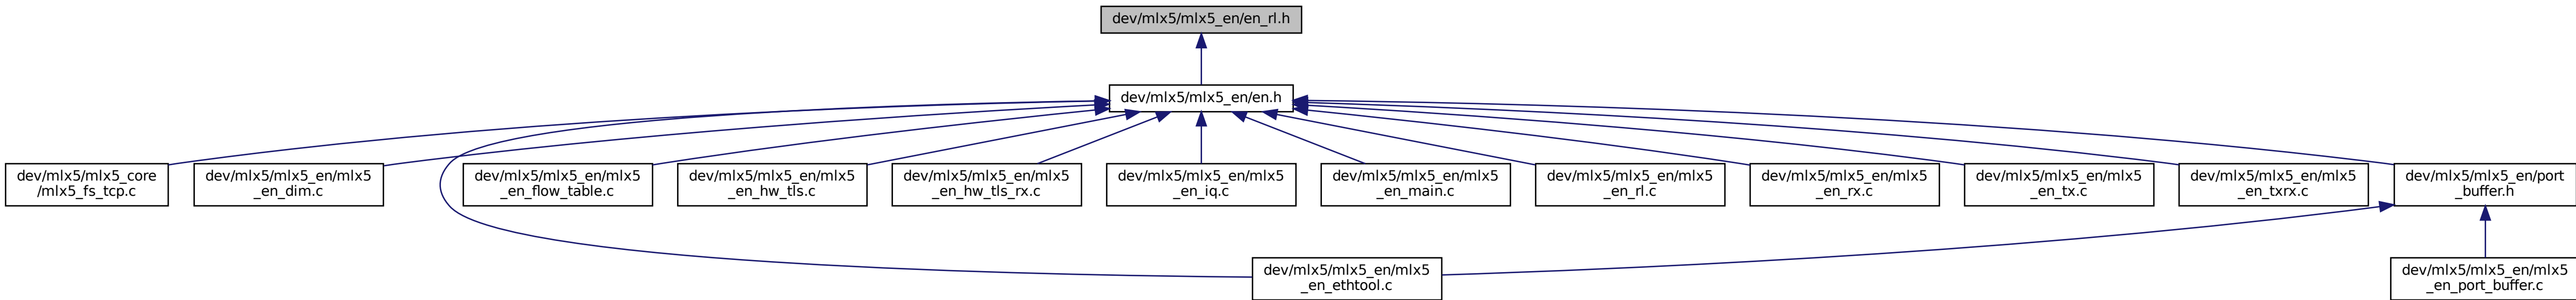 dev/mlx5/mlx5_en/en_rl.h
dev/mlx5/mlx5_en/en.h
dev/mlx5/mlx5_core
/mlx5_fs_tcp.c
dev/mlx5/mlx5_en/mlx5
_en_dim.c
dev/mlx5/mlx5_en/mlx5
_en_flow_table.c
dev/mlx5/mlx5_en/mlx5
_en_hw_tls.c
dev/mlx5/mlx5_en/mlx5
_en_hw_tls_rx.c
dev/mlx5/mlx5_en/mlx5
_en_iq.c
dev/mlx5/mlx5_en/mlx5
_en_main.c
dev/mlx5/mlx5_en/mlx5
_en_rl.c
dev/mlx5/mlx5_en/mlx5
_en_rx.c
dev/mlx5/mlx5_en/mlx5
_en_tx.c
dev/mlx5/mlx5_en/mlx5
_en_txrx.c
dev/mlx5/mlx5_en/port
_buffer.h
dev/mlx5/mlx5_en/mlx5
_en_ethtool.c
dev/mlx5/mlx5_en/mlx5
_en_port_buffer.c